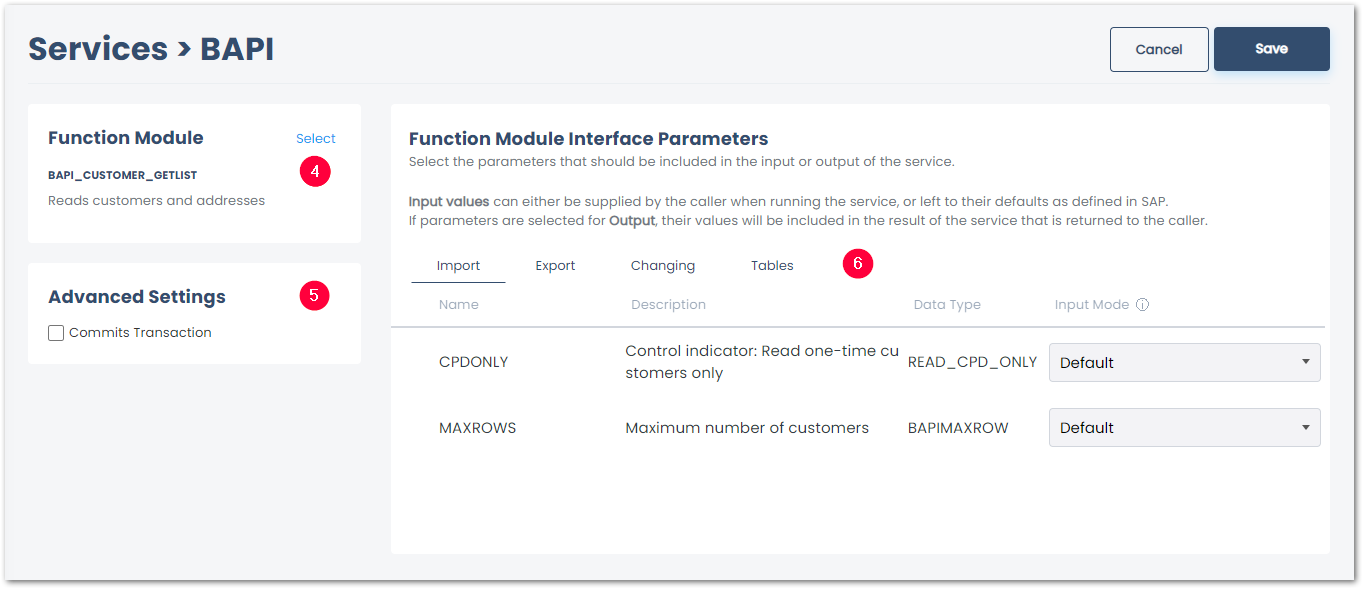 Services > BAPI
Cancel
Save
Function Module
Select
BAPI_CUSTOMER_GETLIST
4
Reads customers and addresses
Advanced Settings
5
Commits Transaction
Function Module Interface Parameters
Select the parameters that should be included in the input or output of the service.
Input values can either be supplied by the caller when running the service, or left to their defaults as defined in SAP.
If parameters are selected for Output, their values will be included in the result of the service that is returned to the caller.
Import Export Changing Tables 6
Name Description Data Type Input Mode ⓘ
CPDONLY
Control indicator: Read one-time cu
stomers only
READ_CPD_ONLY
Default
MAXROWS
Maximum number of customers
BAPIMAXROW
Default